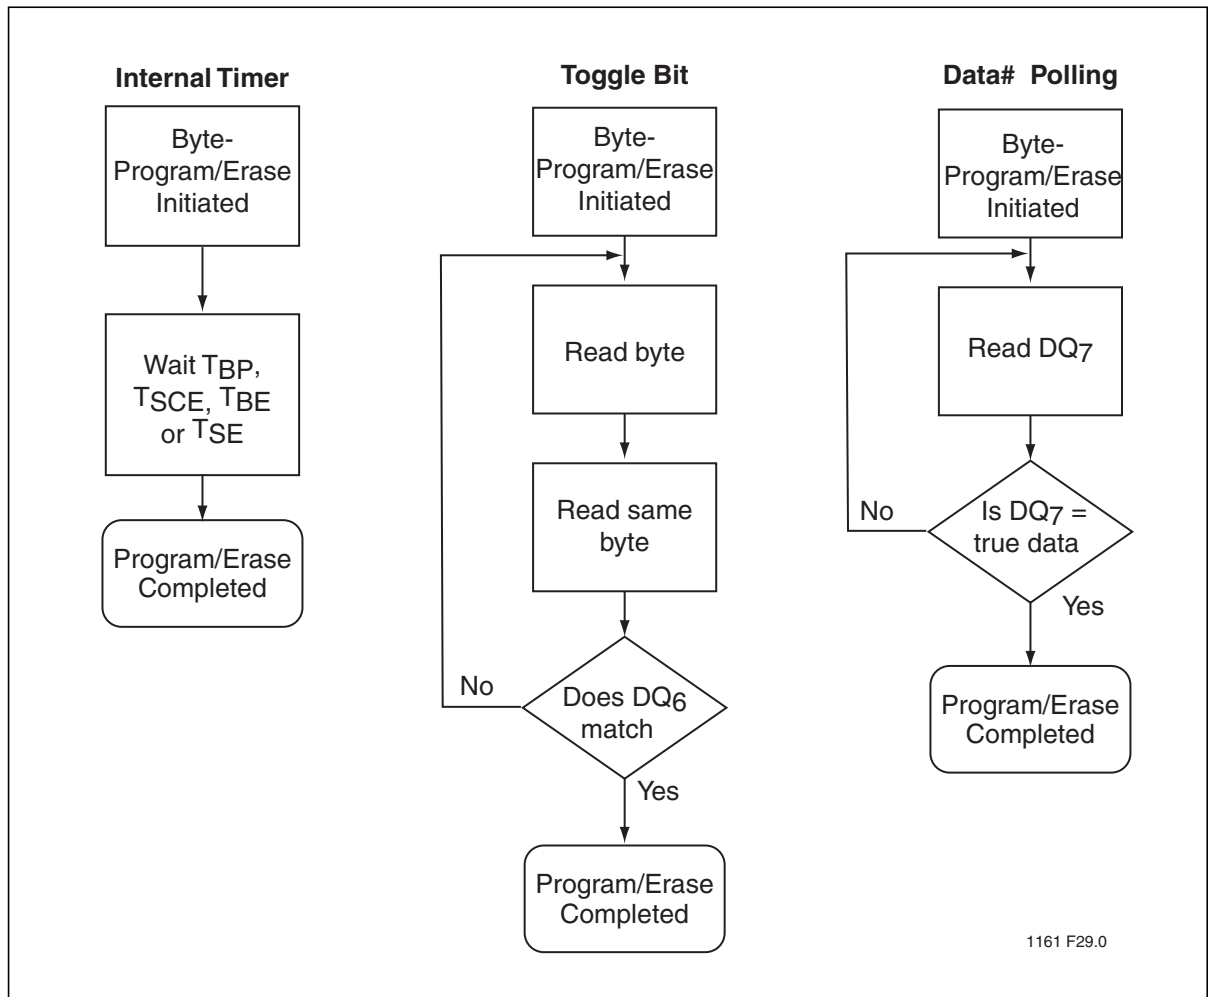 Internal Timer
Byte-
Program/Erase
Initiated
Wait TBP,
TSCE, TBE
or TSE
Program/Erase
Completed
Toggle Bit
Byte-
Program/Erase
Initiated
Read byte
Read same
byte
Does DQ6
match
No
Yes
Program/Erase
Completed
Data# Polling
Byte-
Program/Erase
Initiated
Read DQ7
Is DQ7 =
true data
No
Yes
Program/Erase
Completed
1161 F29.0